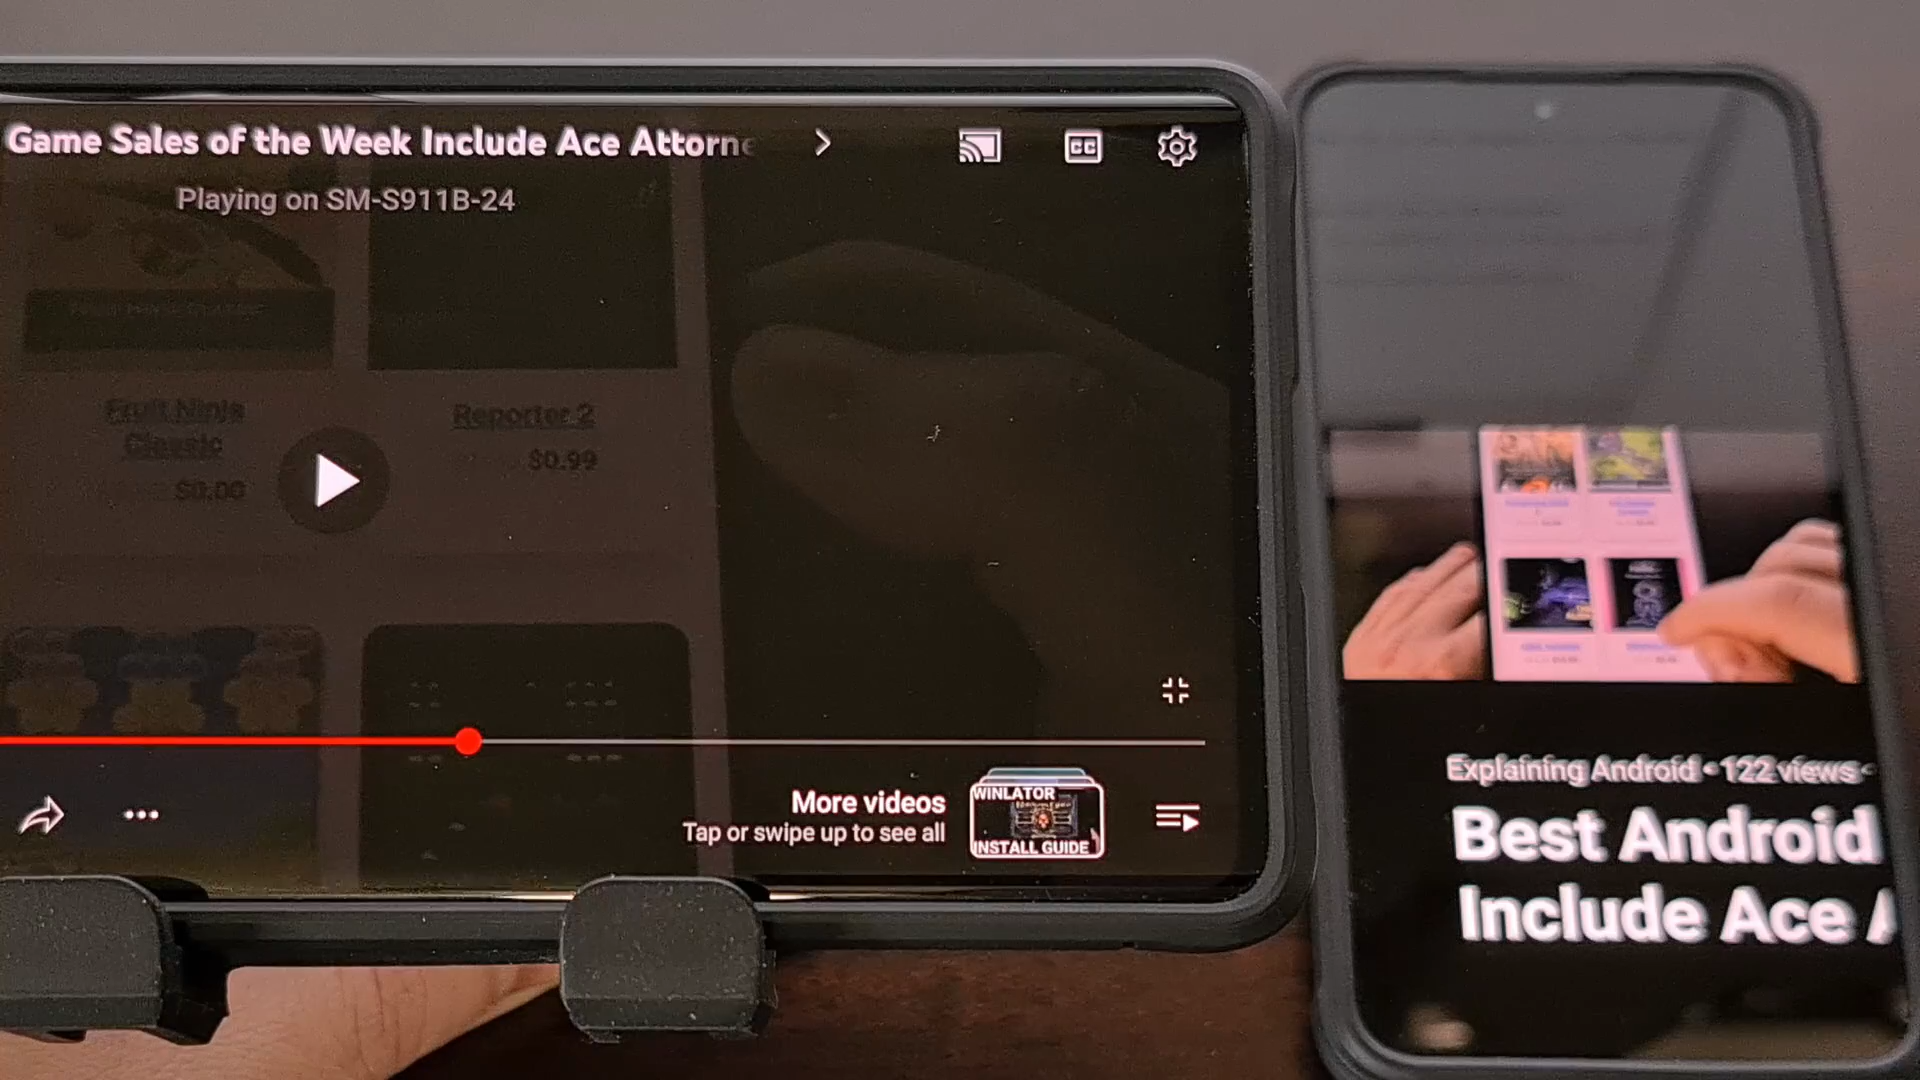 Game Sales of the Week Include Ace Attorne
Playing on SM-S911B-24
Fruit Ninja
Classic
$0.00
Reporter 2
$0.99
More videos
Tap or swipe up to see all
WINLATOR
INSTALL GUIDE
CC
Explaining Android • 122 views •
Best Android
Include Ace A